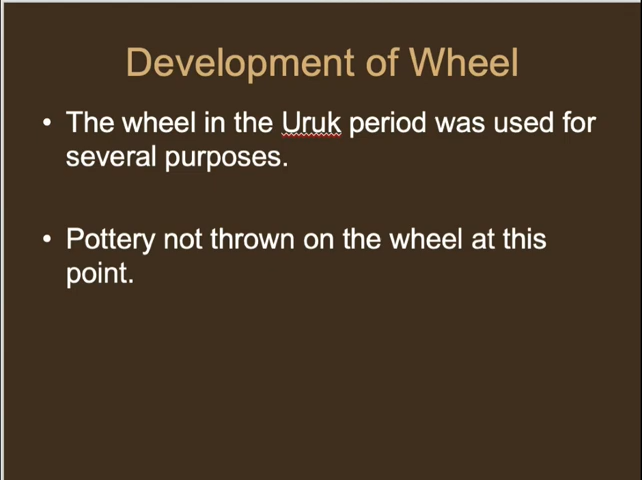 Development of Wheel
• The wheel in the Uruk period was used for
several purposes.
• Pottery not thrown on the wheel at this
point.